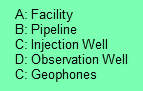 A: Facility
B: Pipeline
C: Injection Well
D: Observation Well
C: Geophones